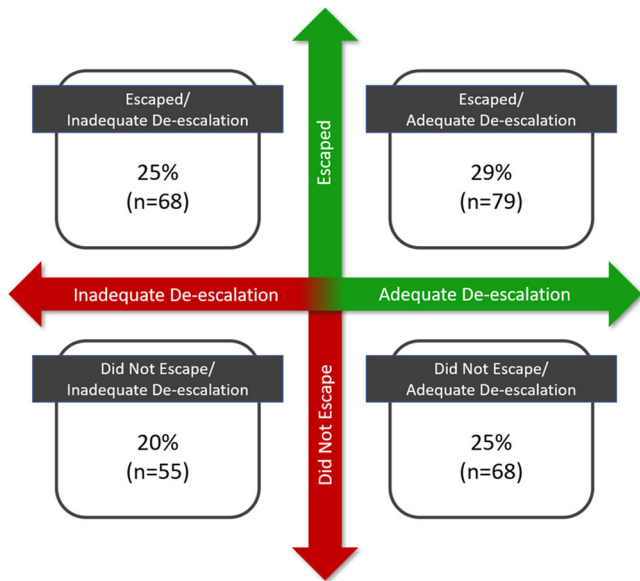 Escaped/
Inadequate De-escalation
25%
(n=68)
Escaped
Escaped/
Adequate De-escalation
29%
(n=79)
Inadequate De-escalation
Adequate De-escalation
Did Not Escape/
Inadequate De-escalation
20%
(n=55)
Did Not Escape
Did Not Escape/
Adequate De-escalation
25%
(n=68)